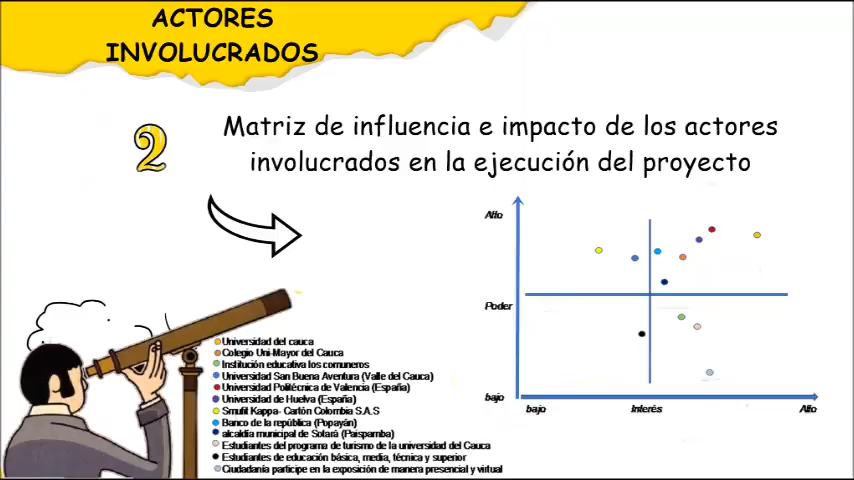 ACTORES
INVOLUCRADOS
2
Matriz de influencia e impacto de los actores
involucrados en la ejecución del proyecto
Alto
Poder
bajo
bajo
Interés
Alto
Universidad del cauca
Colegio Uni-Mayor del Cauca
Institución educativa los comuneros
Universidad San Buena Aventura (Valle del Cauca)
Universidad Politécnica de Valencia (España)
Universidad de Huelva (España)
Smufit Kappa- Cartón Colombia S.A.S
Banco de la república (Popayán)
alcaldía municipal de Sotará (Paispamba)
Estudiantes del programa de turismo de la universidad del Cauca
Estudiantes de educación básica, media, técnica y superior
Ciudadanía participe en la exposición de manera presencial y virtual